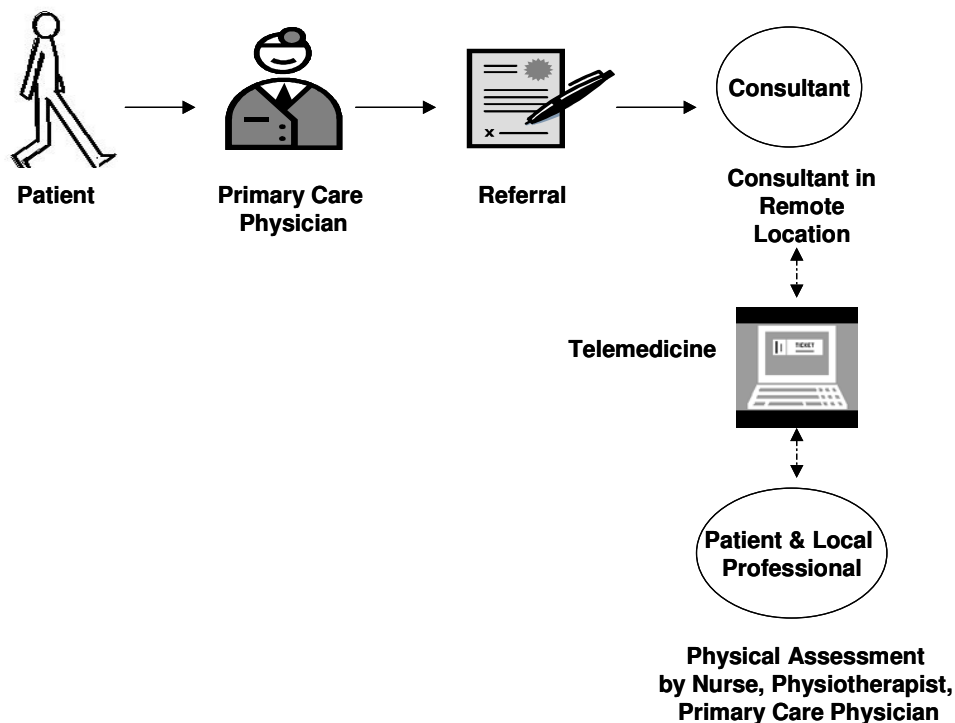 Patient
Primary Care
Physician
Referral
x
Consultant
Consultant in
Remote
Location
Telemedicine
TICKET
Patient & Local
Professional
Physical Assessment
by Nurse, Physiotherapist,
Primary Care Physician